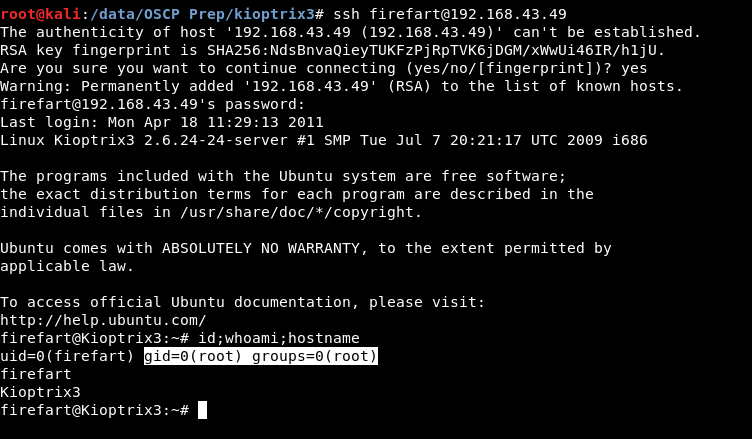 root@kali:/data/OSCP Prep/kioptrix3# ssh firefart@192.168.43.49
The authenticity of host '192.168.43.49 (192.168.43.49)' can't be established.
RSA key fingerprint is SHA256:NdsBnvaQieyTUKFzPjRpTVK6jDGM/xWwUi46IR/h1jU.
Are you sure you want to continue connecting (yes/no/[fingerprint])? yes
Warning: Permanently added '192.168.43.49' (RSA) to the list of known hosts.
firefart@192.168.43.49's password:
Last login: Mon Apr 18 11:29:13 2011
Linux Kioptrix3 2.6.24-24-server #1 SMP Tue Jul 7 20:21:17 UTC 2009 i686
The programs included with the Ubuntu system are free software;
the exact distribution terms for each program are described in the
individual files in /usr/share/doc/*/copyright.
Ubuntu comes with ABSOLUTELY NO WARRANTY, to the extent permitted by
applicable law.
To access official Ubuntu documentation, please visit:
http://help.ubuntu.com/
firefart@Kioptrix3:~# id;whoami;hostname
uid=0(firefart) gid=0(root) groups=0(root)
firefart
Kioptrix3
firefart@Kioptrix3:~#